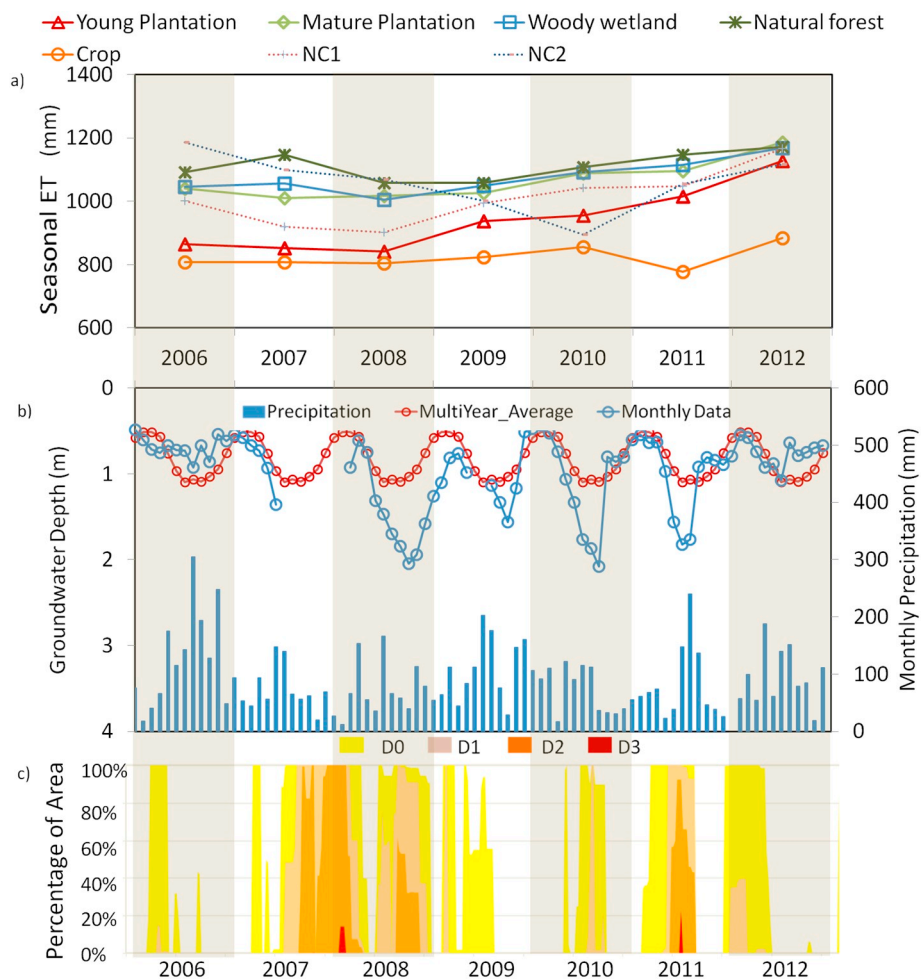 Young Plantation Mature Plantation Woody wetland Natural forest
Crop NC1 NC2
a)
Seasonal ET (mm)
1400
1200
1000
800
600
2006 2007 2008 2009 2010 2011 2012
b)
Precipitation MultiYear_Average Monthly Data
Groundwater Depth (m)
0
1
2
3
4
Monthly Precipitation (mm)
600
500
400
300
200
100
0
D0 D1 D2 D3
c)
Percentage of Area
100%
80%
60%
40%
20%
0%
2006 2007 2008 2009 2010 2011 2012